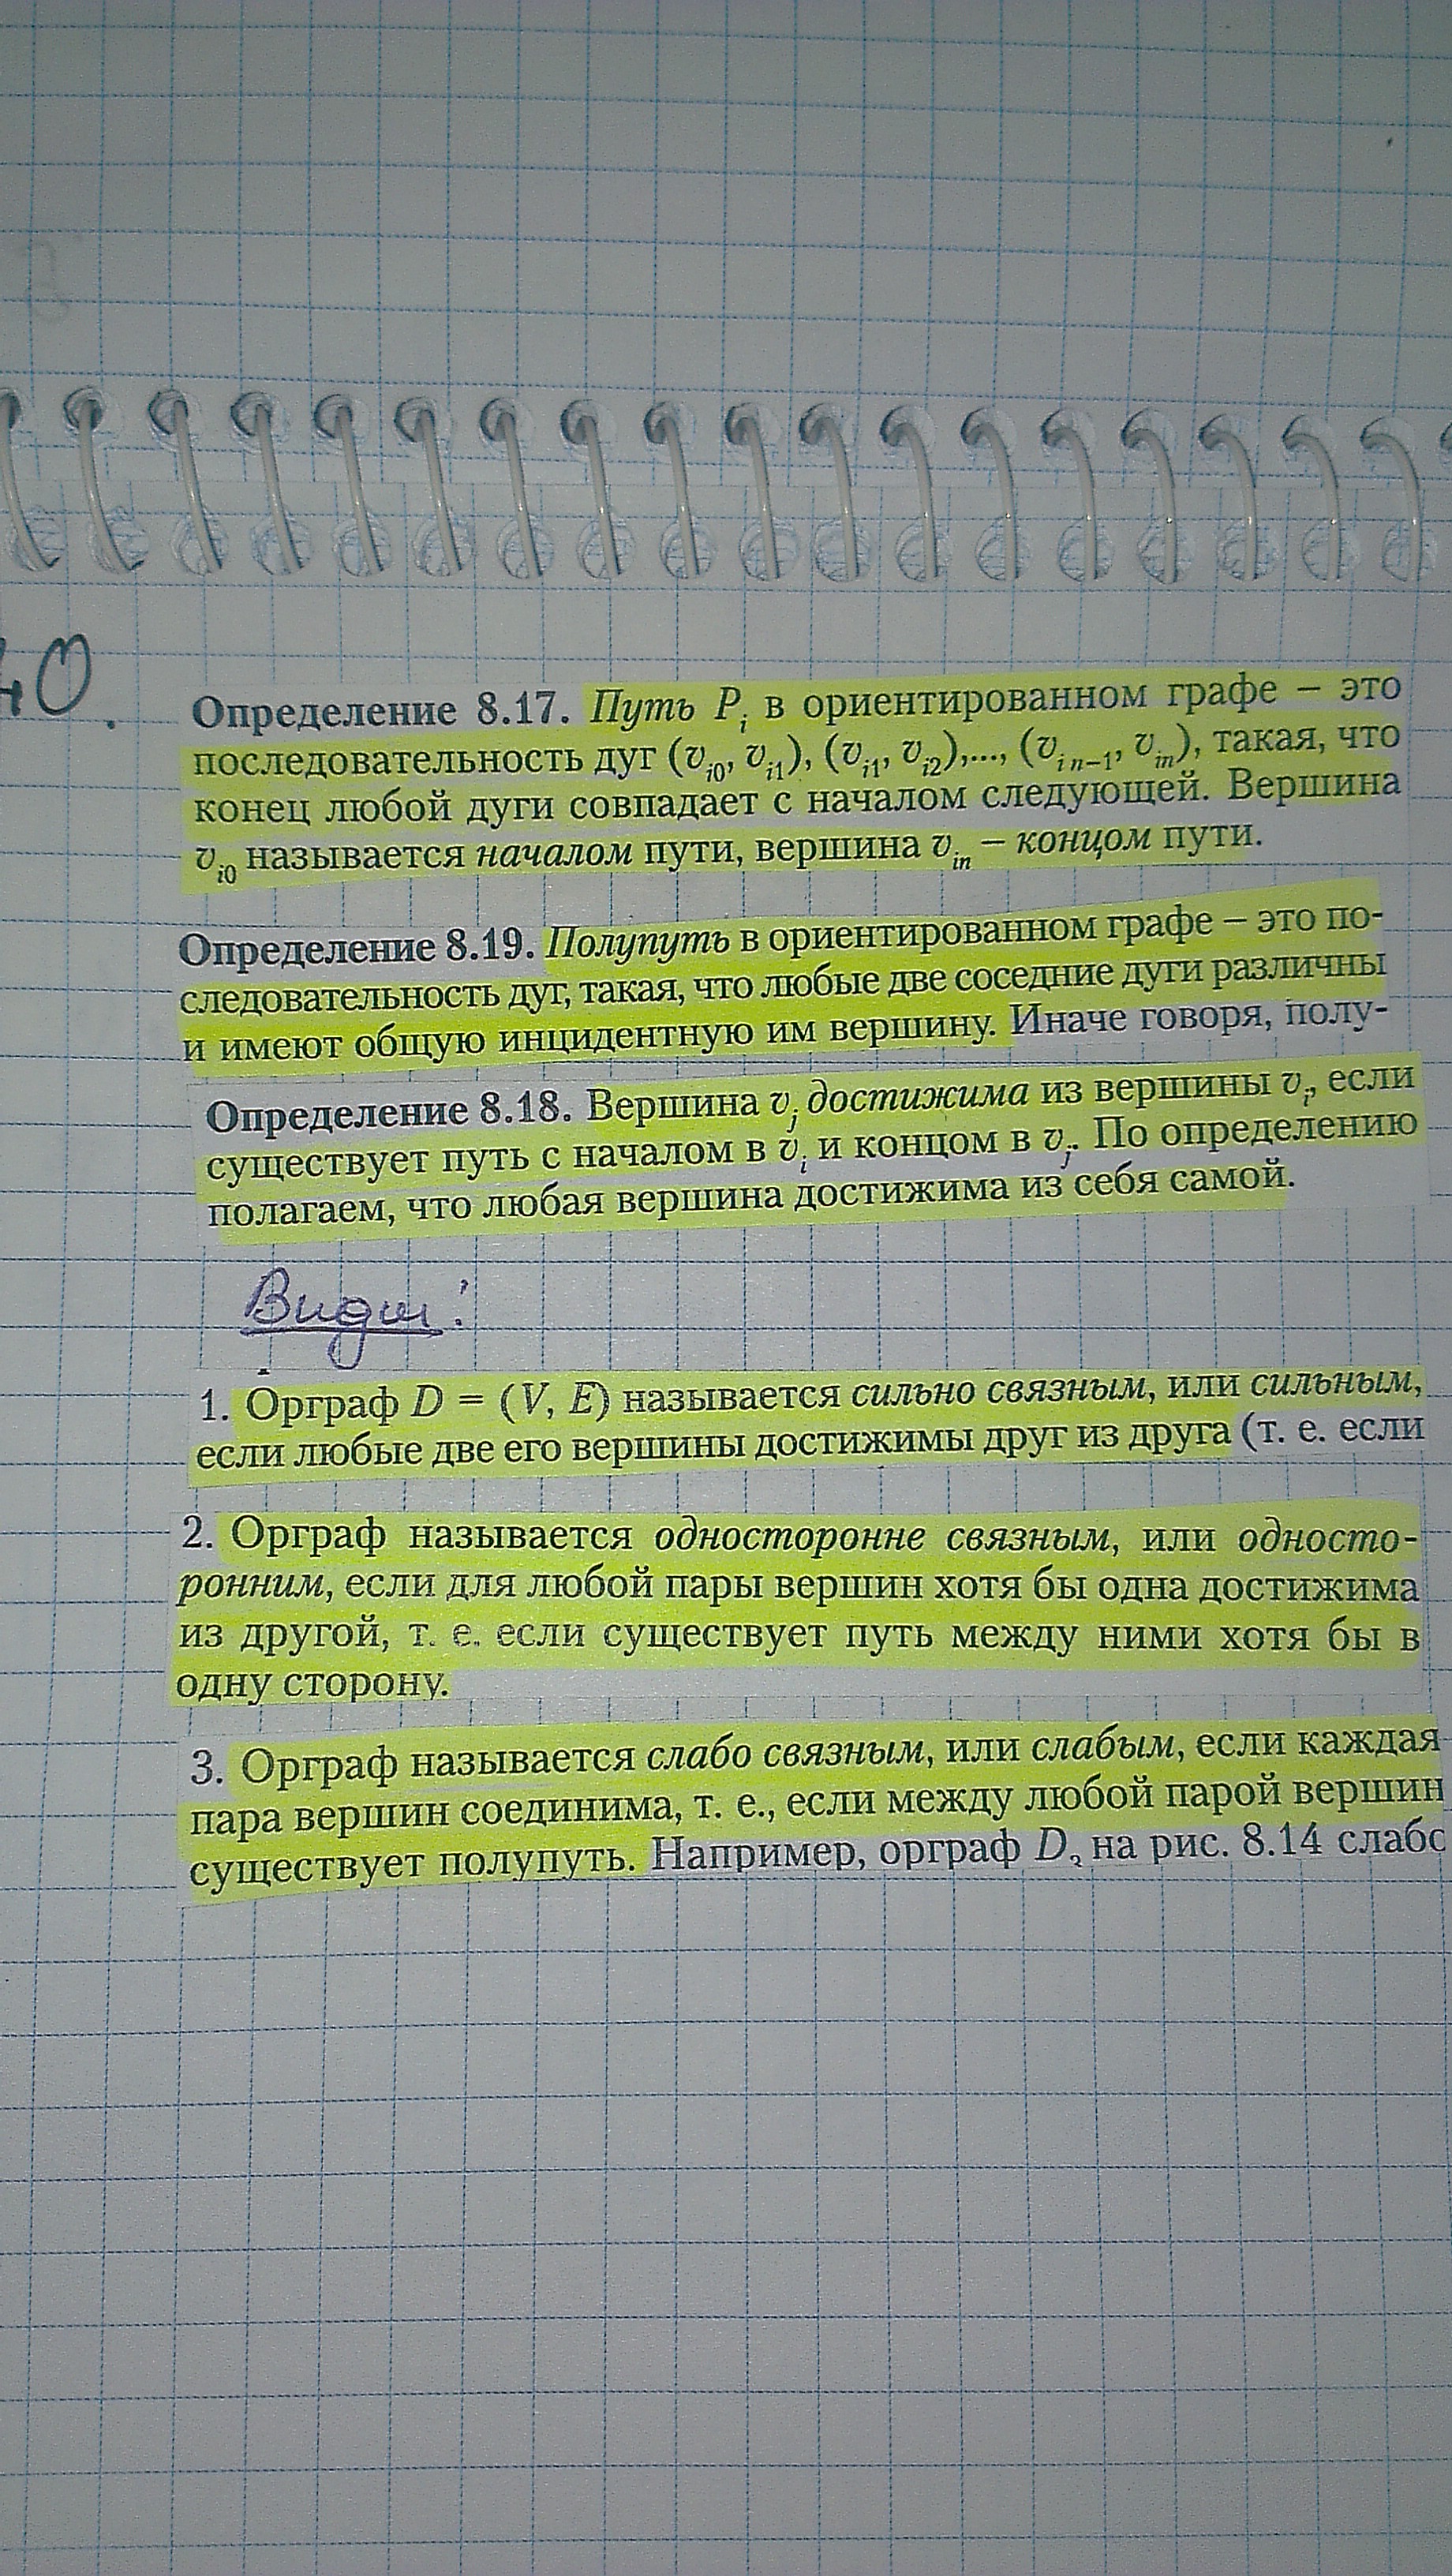 40.
Определение 8.17. Путь Pᵢ в ориентированном графе – это
последовательность дуг (v_{i0}, v_{i1}), (v_{i1}, v_{i2}),..., (v_{i n–1}, v_{in}), такая, что
конец любой дуги совпадает с началом следующей. Вершина
v_{i0} называется началом пути, вершина v_{in} – концом пути.
Определение 8.19. Полупуть в ориентированном графе – это по-
следовательность дуг, такая, что любые две соседние дуги различны
и имеют общую инцидентную им вершину. Иначе говоря, полу-
Определение 8.18. Вершина v_j достижима из вершины v_i, если
существует путь с началом в v_i и концом в v_j. По определению
полагаем, что любая вершина достижима из себя самой.
Виды:
1. Орграф D = (V, E) называется сильно связным, или сильным,
если любые две его вершины достижимы друг из друга (т. е. если
2. Орграф называется односторонне связным, или односто-
ронним, если для любой пары вершин хотя бы одна достижима
из другой, т. е. если существует путь между ними хотя бы в
одну сторону.
3. Орграф называется слабо связным, или слабым, если каждая
пара вершин соединима, т. е., если между любой парой вершин
существует полупуть. Например, орграф D на рис. 8.14 слабо